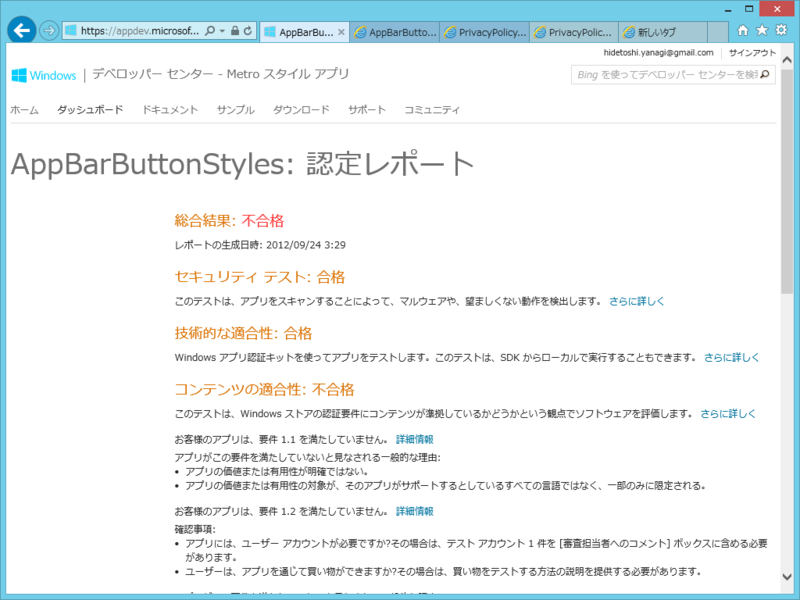 https://appdev.microsof...
AppBarBu...
AppBarButto...
PrivacyPolicy...
PrivacyPolic...
新しいタブ
hidetoshi.yanagi@gmail.com
サインアウト
Windows
デベロッパー センター - Metro スタイル アプリ
Bing を使ってデベロッパー センターを検
ホーム ダッシュボード ドキュメント サンプル ダウンロード サポート コミュニティ
AppBarButtonStyles: 認定レポート
総合結果: 不合格
レポートの生成日時: 2012/09/24 3:29
セキュリティ テスト: 合格
このテストは、アプリをスキャンすることによって、マルウェアや、望ましくない動作を検出します。 さらに詳しく
技術的な適合性: 合格
Windows アプリ認証キットを使ってアプリをテストします。このテストは、SDK からローカルで実行することもできます。 さらに詳しく
コンテンツの適合性: 不合格
このテストは、Windows ストアの認証要件にコンテンツが準拠しているかどうかという観点でソフトウェアを評価します。 さらに詳しく
お客様のアプリは、要件 1.1 を満たしていません。 詳細情報
アプリがこの要件を満たしていないと見なされる一般的な理由:
• アプリの価値または有用性が明確ではない。
• アプリの価値または有用性の対象が、そのアプリがサポートするとしているすべての言語ではなく、一部のみに限定される。
お客様のアプリは、要件 1.2 を満たしていません。 詳細情報
確認事項:
• アプリには、ユーザー アカウントが必要ですか?その場合は、テスト アカウント 1 件を [審査担当者へのコメント] ボックスに含める必要
があります。
• ユーザーは、アプリを通じて買い物ができますか?その場合は、買い物をテストする方法の説明を提供する必要があります。